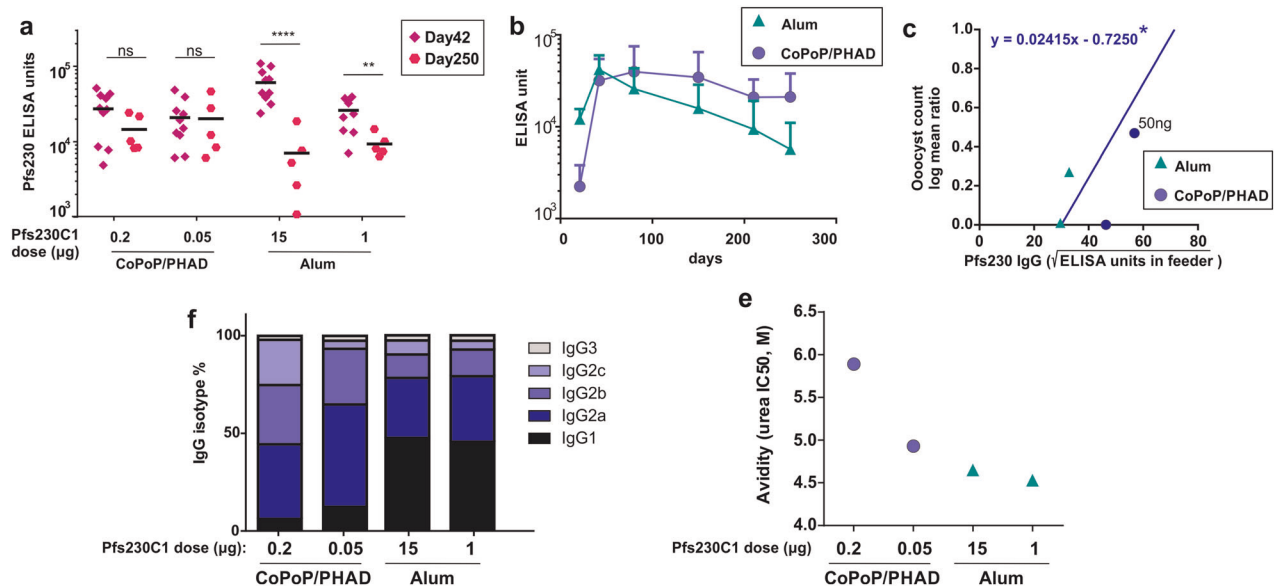 a
ns
ns
****
**
Day42
Day250
Pfs230 ELISA units
10^5
10^4
10^3
Pfs230C1
dose (µg)
0.2
0.05
15
1
CoPoP/PHAD
Alum
b
Alum
CoPoP/PHAD
ELISA unit
10^5
10^4
10^3
0
100
200
300
days
c
y = 0.02415x - 0.7250*
Ooocyst count
log mean ratio
1.0
0.8
0.6
0.4
0.2
0.0
50ng
Alum
CoPoP/PHAD
0
20
40
60
80
Pfs230 IgG (√ELISA units in feeder )
f
IgG isotype %
100
50
0
IgG3
IgG2c
IgG2b
IgG2a
IgG1
Pfs230C1 dose (µg):
0.2
0.05
15
1
CoPoP/PHAD
Alum
e
Avidity (urea IC50, M)
6.5
6.0
5.5
5.0
4.5
4.0
Pfs230C1 dose (µg)
0.2
0.05
15
1
CoPoP/PHAD
Alum